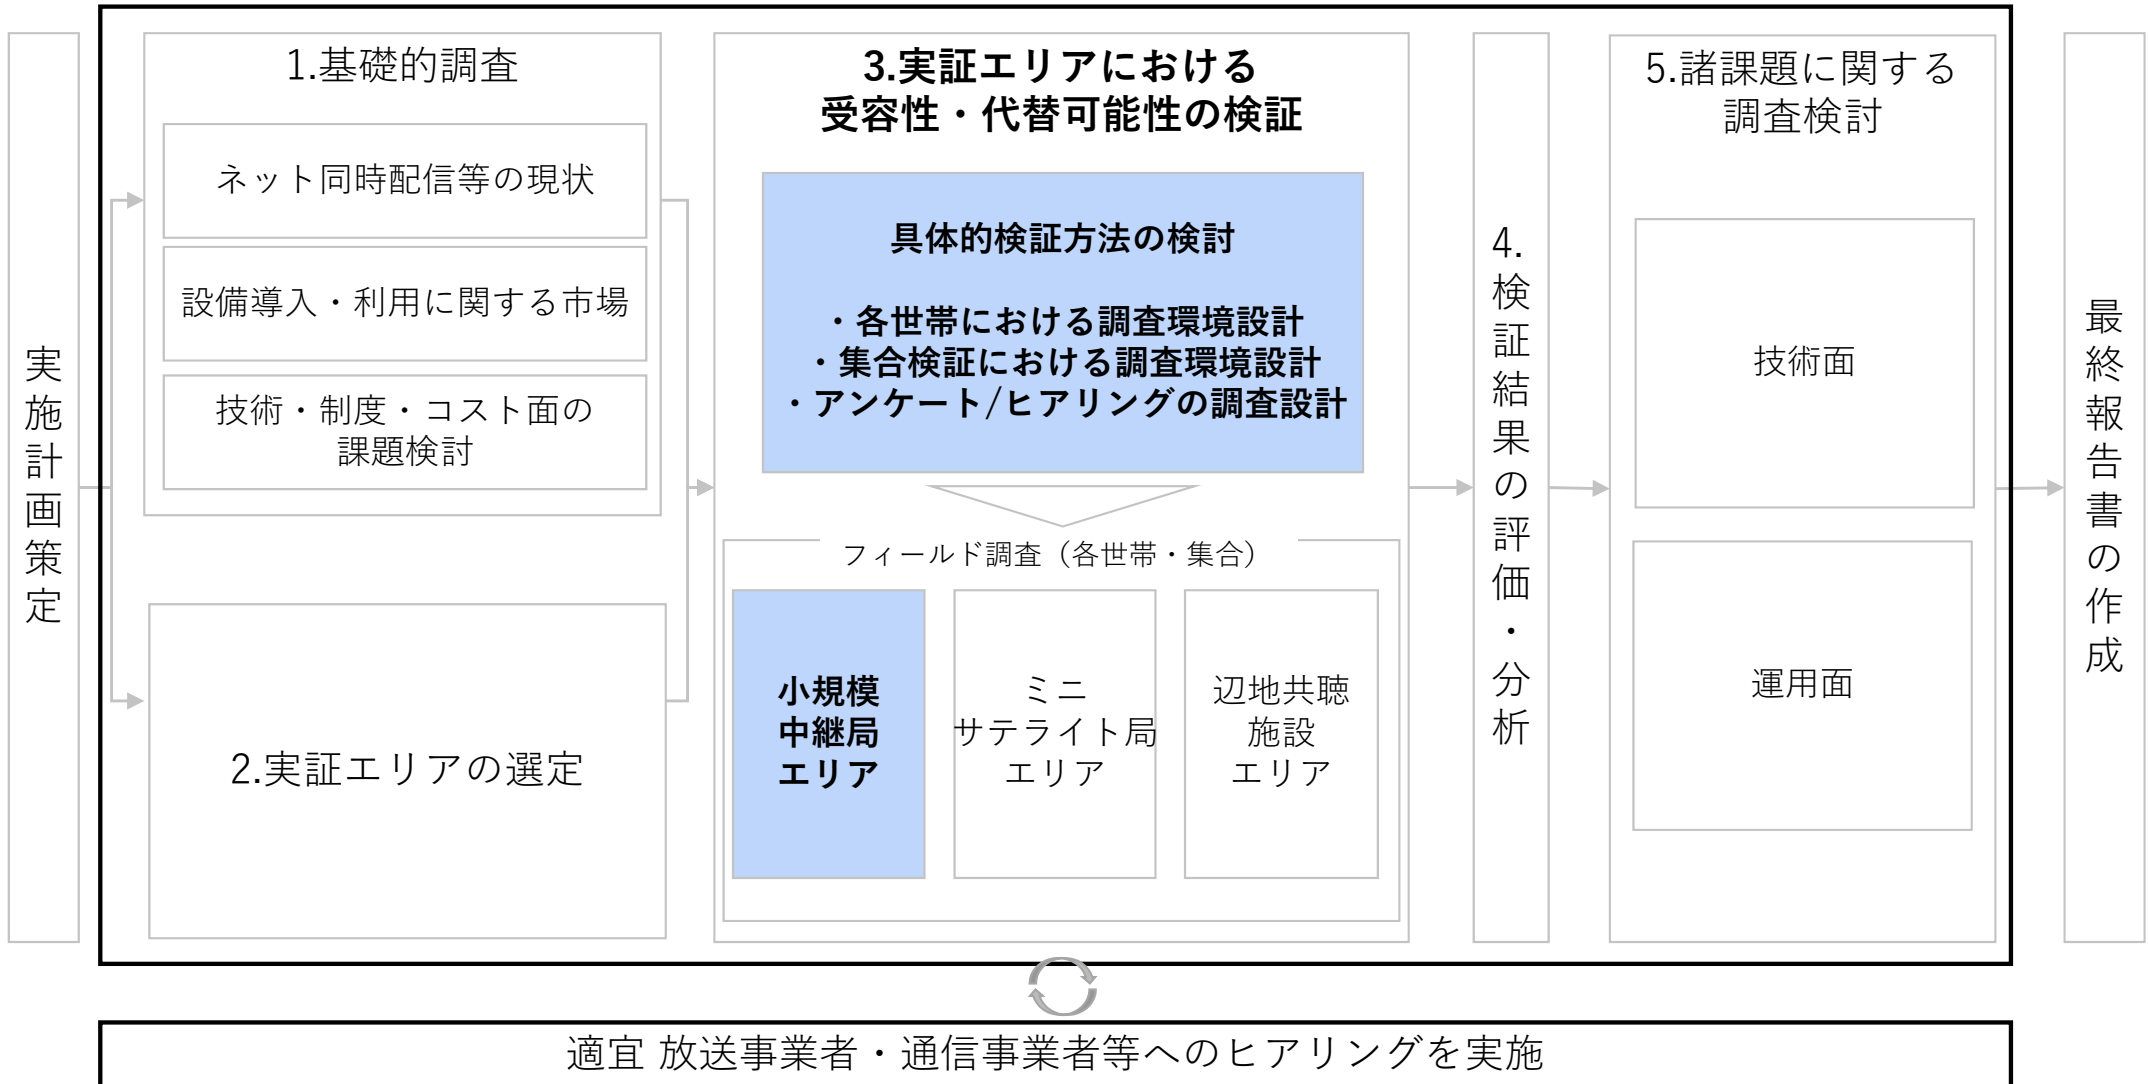 実施計画策定
1.基礎的調査
ネット同時配信等の現状
設備導入・利用に関する市場
技術・制度・コスト面の
課題検討
2.実証エリアの選定
3.実証エリアにおける
受容性・代替可能性の検証
具体的検証方法の検討
・各世帯における調査環境設計
・集合検証における調査環境設計
・アンケート/ヒアリングの調査設計
フィールド調査（各世帯・集合）
小規模
中継局
エリア
ミニ
サテライト局
エリア
辺地共聴
施設
エリア
4.検証結果の評価・分析
5.諸課題に関する
調査検討
技術面
運用面
最終報告書の作成
適宜 放送事業者・通信事業者等へのヒアリングを実施